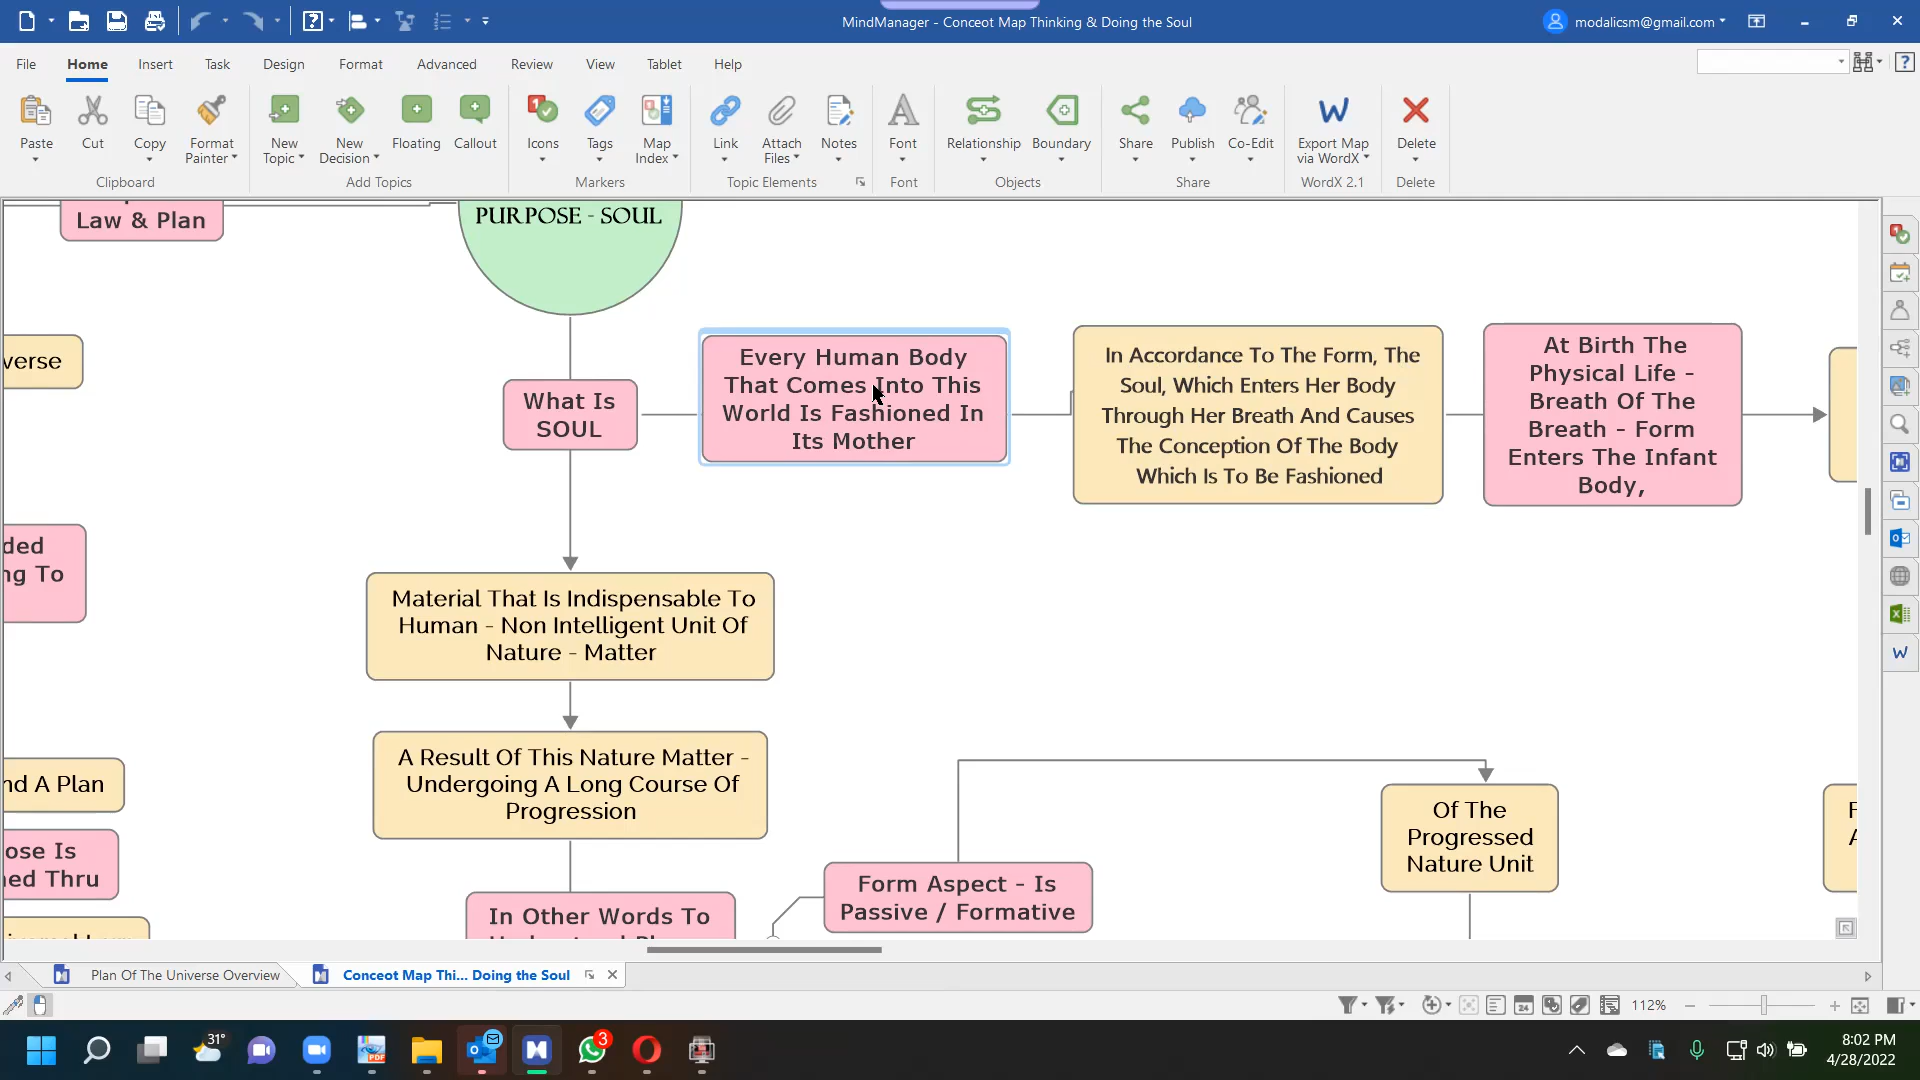 MindManager - Conceot Map Thinking & Doing the Soul
modalicsm@gmail.com
File
Home
Insert
Task
Design
Format
Advanced
Review
View
Tablet
Help
Paste
Cut
Copy
Format
Painter
New
Topic
New
Decision
Floating
Callout
Icons
Tags
Map
Index
Link
Attach
Files
Notes
Font
Relationship
Boundary
Share
Publish
Co-Edit
Export Map
via WordX
Delete
Clipboard
Add Topics
Markers
Topic Elements
Font
Objects
Share
WordX 2.1
Delete
Law & Plan
PURPOSE - SOUL
verse
What Is
SOUL
Every Human Body
That Comes Into This
World Is Fashioned In
Its Mother
In Accordance To The Form, The
Soul, Which Enters Her Body
Through Her Breath And Causes
The Conception Of The Body
Which Is To Be Fashioned
At Birth The
Physical Life -
Breath Of The
Breath - Form
Enters The Infant
Body,
ded
ng To
Material That Is Indispensable To
Human - Non Intelligent Unit Of
Nature - Matter
A Result Of This Nature Matter -
Undergoing A Long Course Of
Progression
nd A Plan
ose Is
ned Thru
In Other Words To
Form Aspect - Is
Passive / Formative
Of The
Progressed
Nature Unit
F
A
Plan Of The Universe Overview
Conceot Map Thi... Doing the Soul
112%
31°
3
8:02 PM
4/28/2022